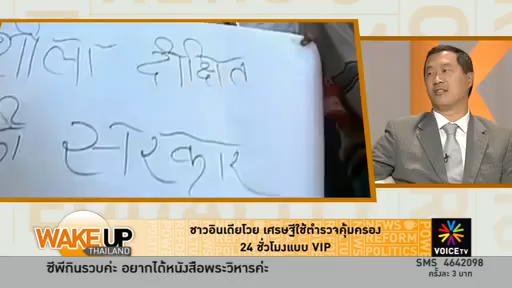 शीला दीक्षित
की सरकार
WAKE UP
THAILAND
ชาวอินเดียโวย เศรษฐีใช้ตำรวจคุ้มครอง
24 ชั่วโมงแบบ VIP
NEWS
REFORM
POLITICS
VOICE TV
ซีพีกินรวบค่ะ อยากได้หนังสือพระวิหารค่ะ
SMS 4642098
ครั้งละ 3 บาท